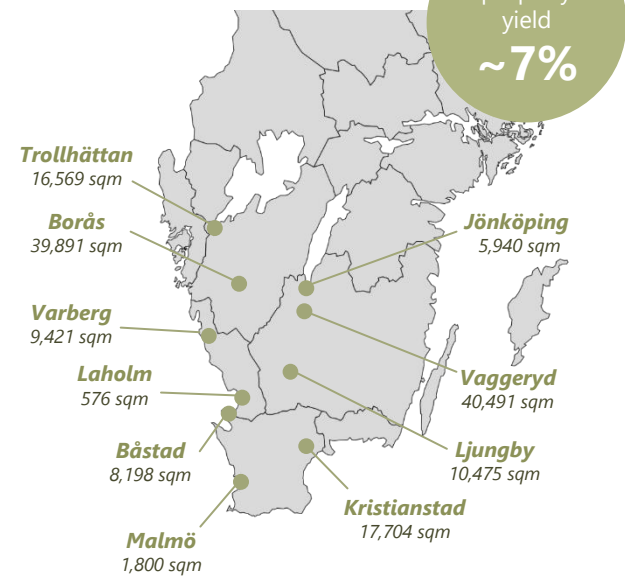 yield
~7%
Trollhättan
16,569 sqm
Borås
39,891 sqm
Varberg
9,421 sqm
Laholm
576 sqm
Båstad
8,198 sqm
Malmö
1,800 sqm
Jönköping
5,940 sqm
Vaggeryd
40,491 sqm
Ljungby
10,475 sqm
Kristianstad
17,704 sqm